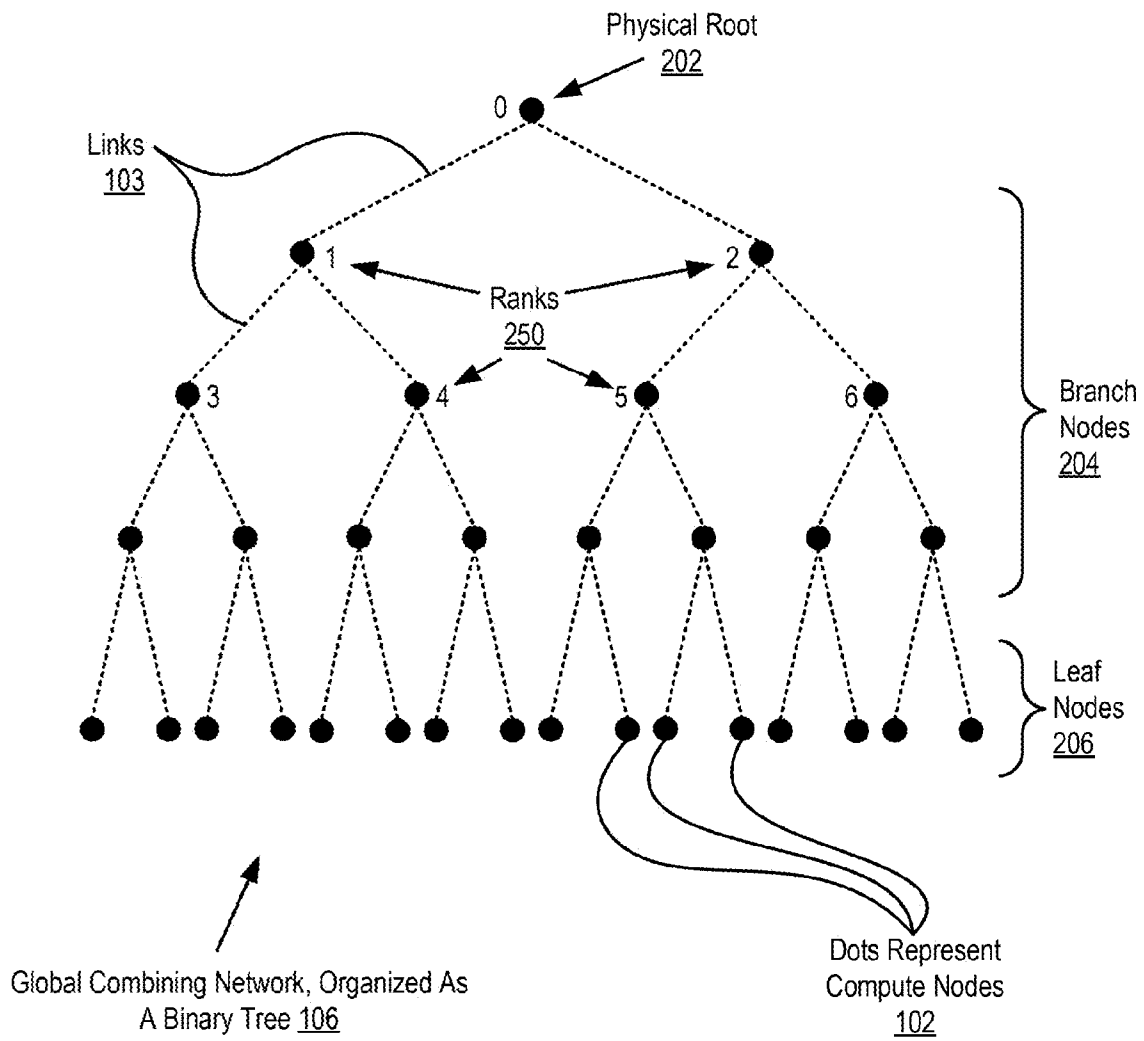 Physical Root
202
0
Links
103
1
2
Ranks
250
3
4
5
6
Branch
Nodes
204
Leaf
Nodes
206
Dots Represent
Compute Nodes
102
Global Combining Network, Organized As
A Binary Tree 106